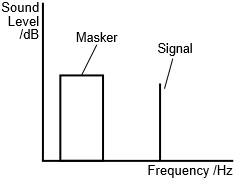 Sound
Level
/dB
Masker
Signal
Frequency /Hz